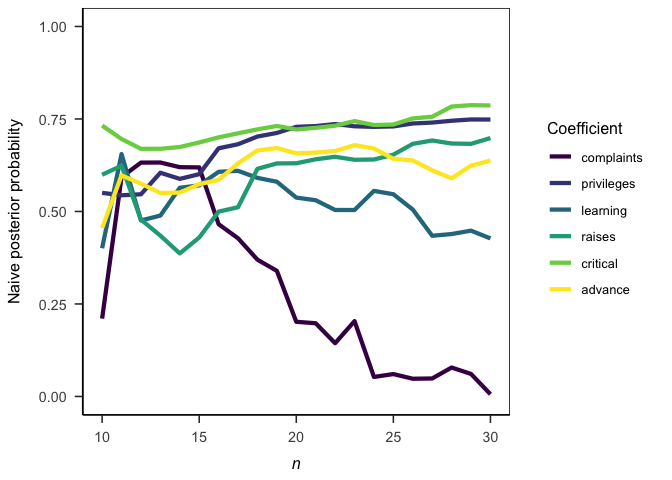 Naive posterior probability
1.00
0.75
0.50
0.25
0.00
10
15
20
25
30
n
Coefficient
complaints
privileges
learning
raises
critical
advance